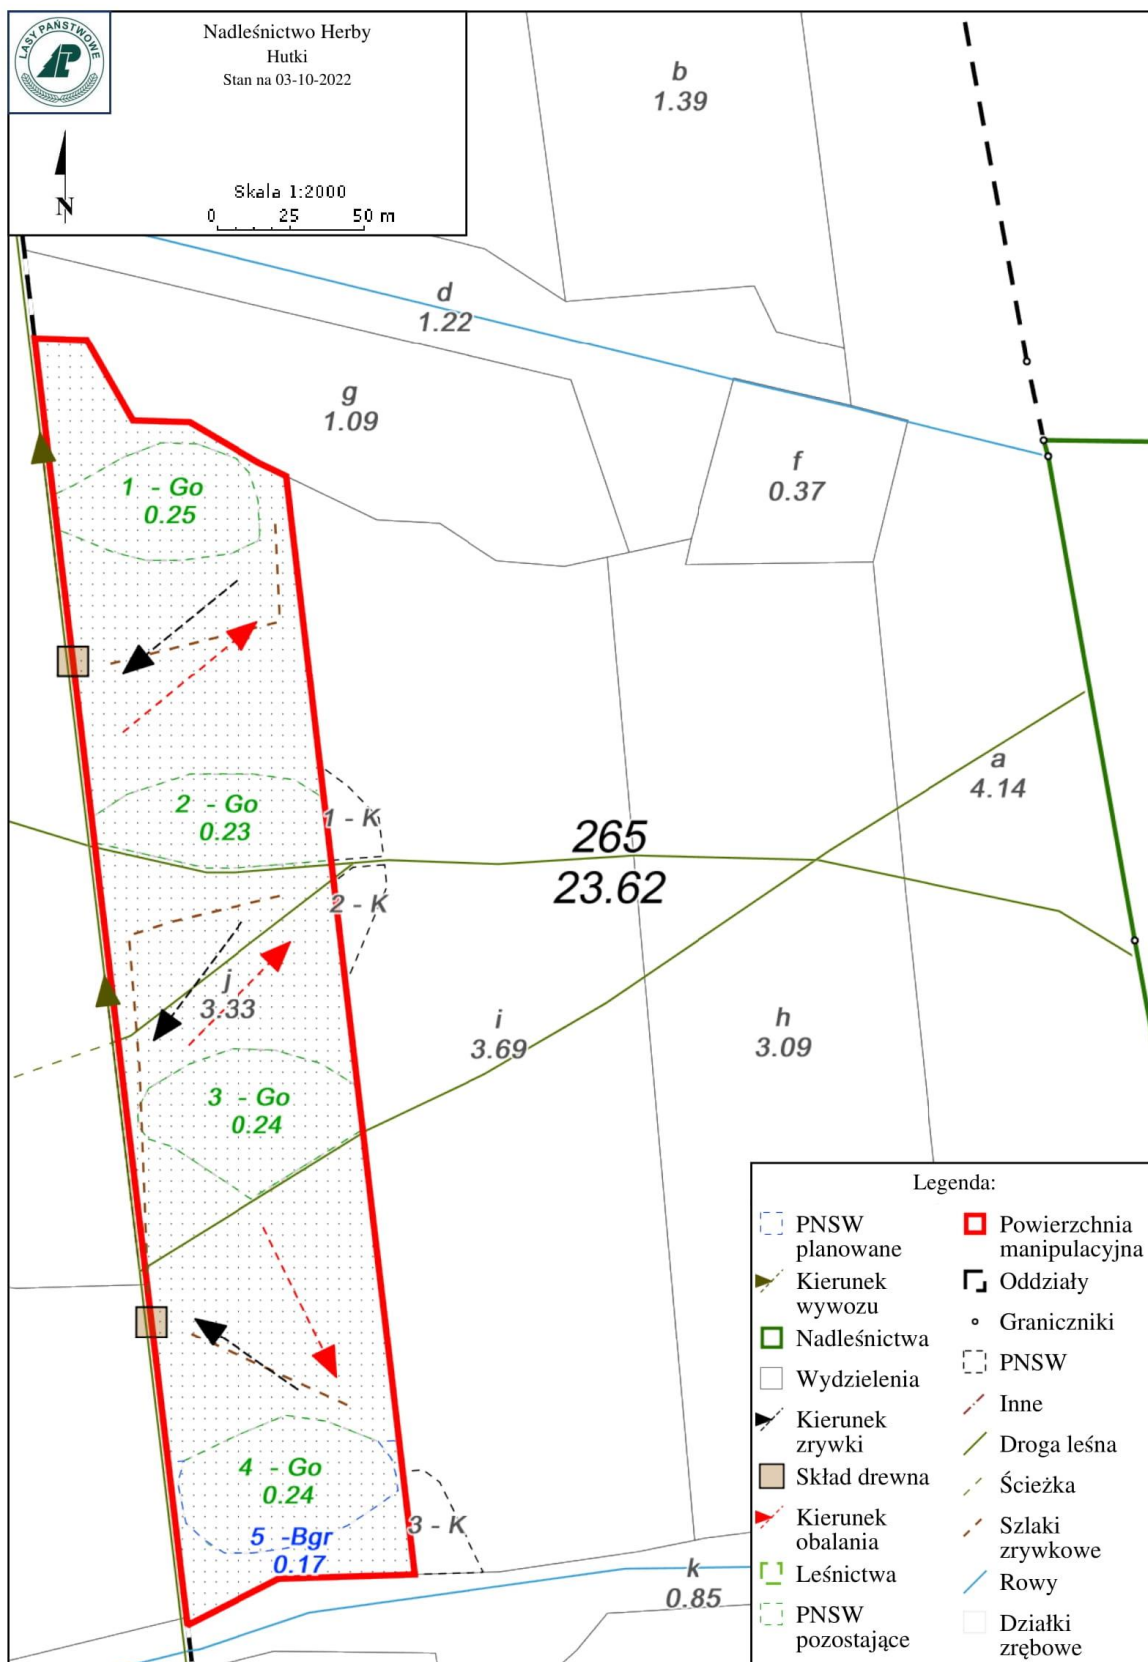 LASY PAŃSTWOWE
Nadleśnictwo Herby
Hutki
Stan na 03-10-2022
N
Skala 1:2000
0 25 50 m
b
1.39
d
1.22
g
1.09
f
0.37
1 - Go
0.25
a
4.14
2 - Go
0.23
1 - K
265
23.62
2 - K
j
3.33
i
3.69
h
3.09
3 - Go
0.24
4 - Go
0.24
5 -Bgr
0.17
3 - K
k
0.85
Legenda:
PNSW
planowane
Kierunek
wywozu
Nadleśnictwa
Wydzielenia
Kierunek
zrywki
Skład drewna
Kierunek
obalania
Leśnictwa
PNSW
pozostające
Powierzchnia
manipulacyjna
Oddziały
Graniczniki
PNSW
Inne
Droga leśna
Ścieżka
Szlaki
zrywkowe
Rowy
Działki
zrębowe